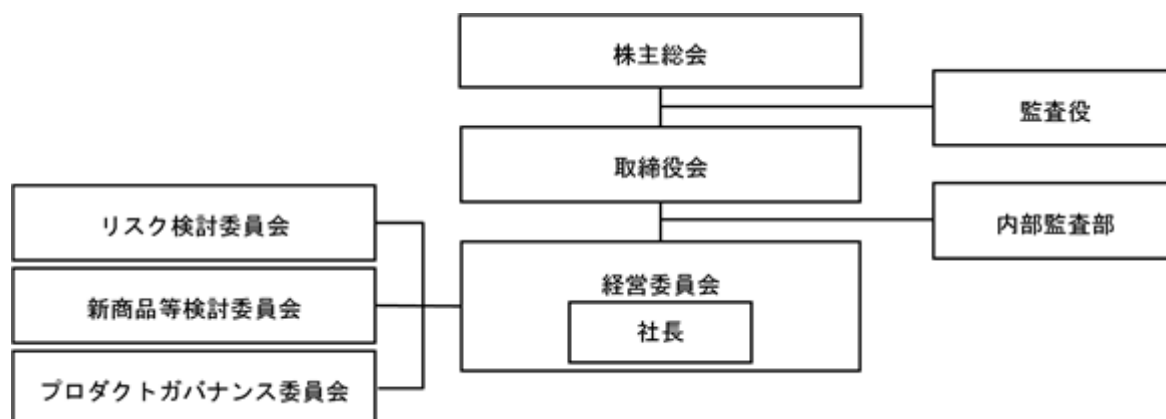 株主総会
監査役
取締役会
内部監査部
リスク検討委員会
新商品等検討委員会
プロダクトガバナンス委員会
経営委員会
社長